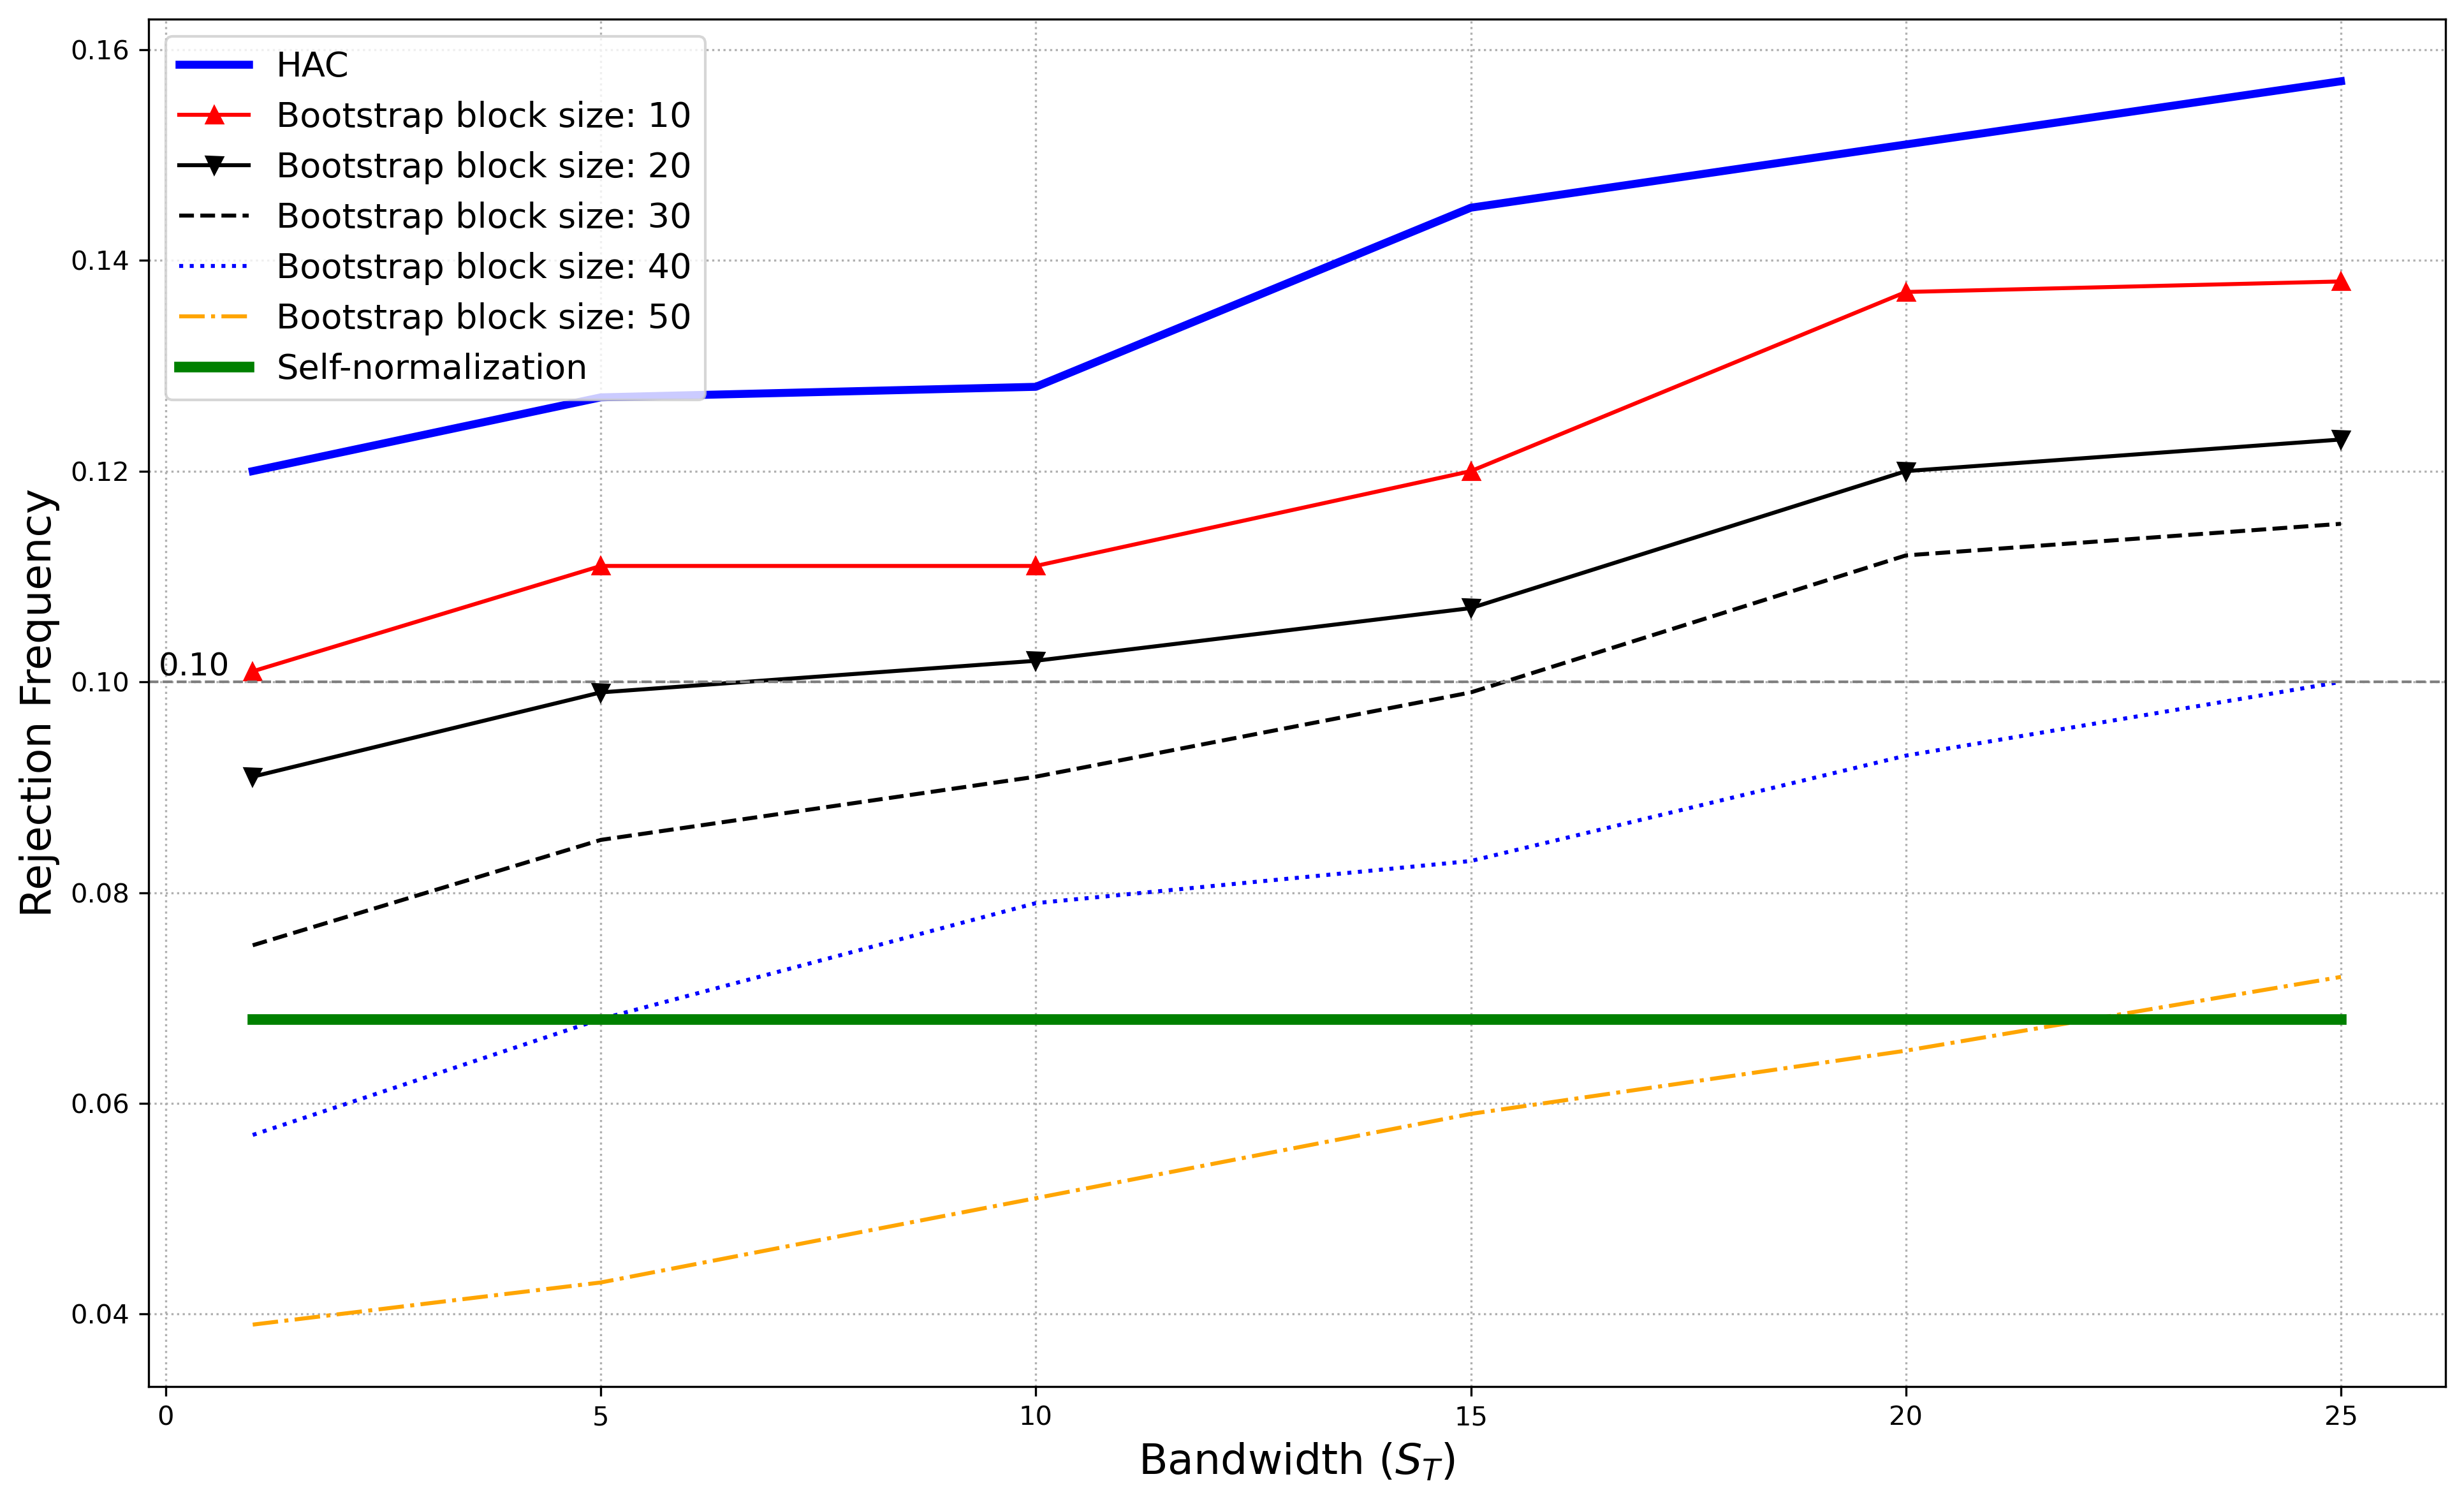 HAC
Bootstrap block size: 10
Bootstrap block size: 20
Bootstrap block size: 30
Bootstrap block size: 40
Bootstrap block size: 50
Self-normalization
0.16
0.14
0.12
0.10
0.10
0.08
0.06
0.04
Rejection Frequency
0 5 10 15 20 25
Bandwidth (S_T)